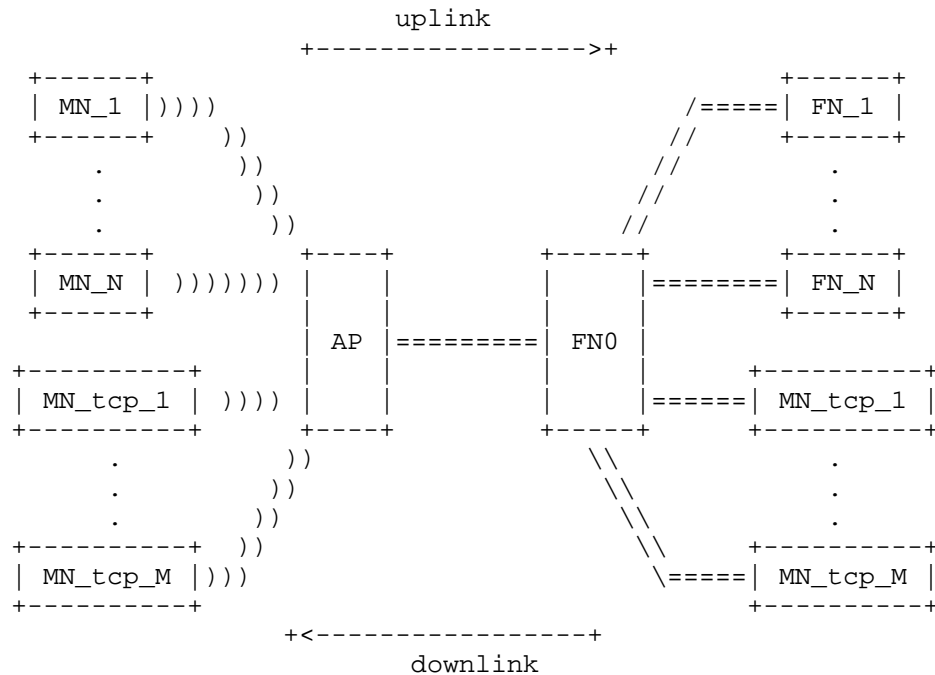 uplink
+----------------->+
+------+ +------+
| MN_1 |)))) /=====| FN_1 |
+------+ )) // +------+
. )) // .
. )) // .
. )) // .
+------+ +----+ +-----+ +------+
| MN_N | ))))))) | | | |========| FN_N |
+------+ | | | | +------+
| AP |=========| FN0 |
+----------+ | | | | +----------+
| MN_tcp_1 | )))) | | | |======| MN_tcp_1 |
+----------+ +----+ +-----+ +----------+
. )) \\ .
. )) \\ .
. )) \\ .
+----------+ )) \\ +----------+
| MN_tcp_M |))) \=====| MN_tcp_M |
+----------+ +----------+
+<-----------------+
downlink